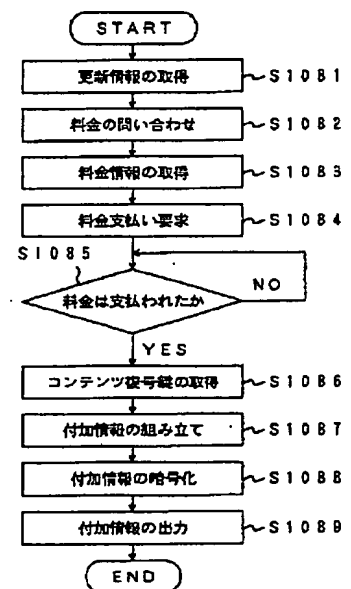 START
更新情報の取得 S1081
料金の問い合わせ S1082
料金情報の取得 S1083
料金支払い要求 S1084
S1085
料金は支払われたか NO
YES
コンテンツ復号鍵の取得 S1086
付加情報の組み立て S1087
付加情報の暗号化 S1088
付加情報の出力 S1089
END